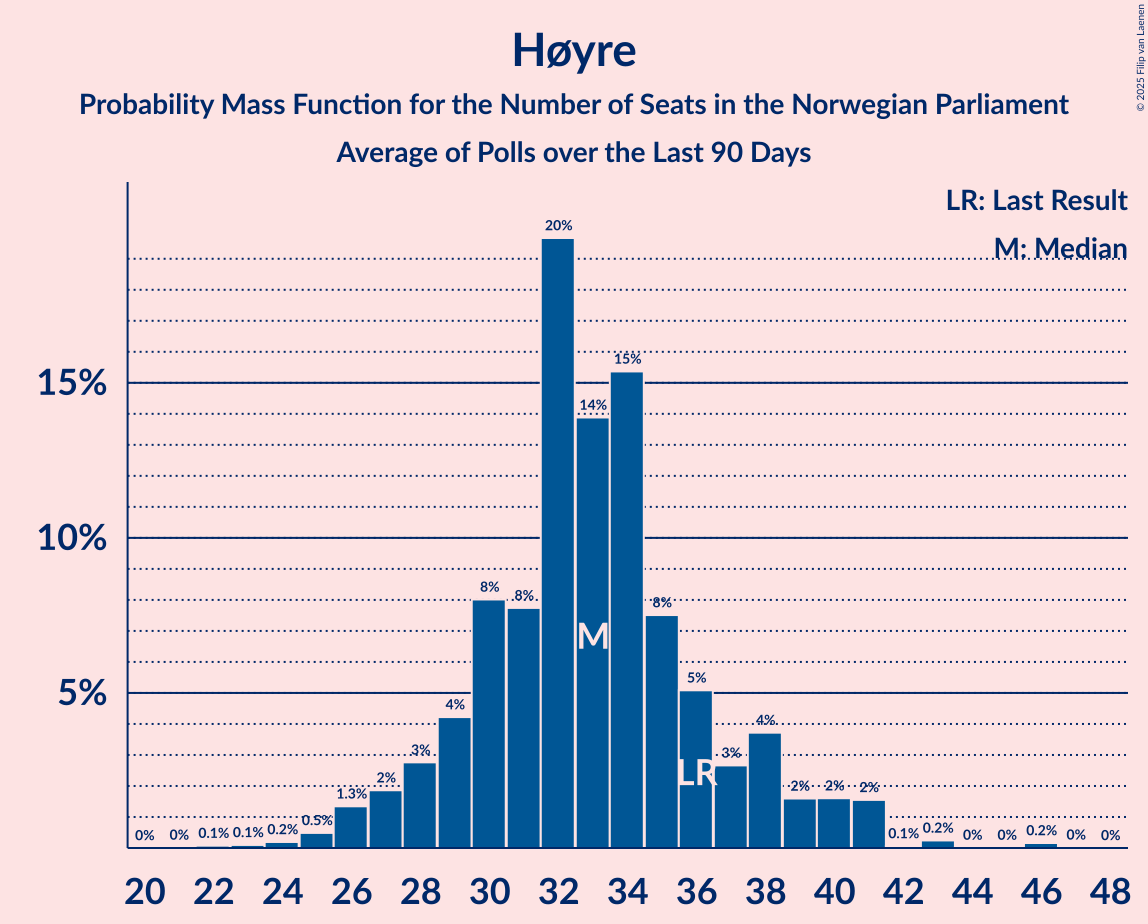 Høyre
Probability Mass Function for the Number of Seats in the Norwegian Parliament
Average of Polls over the Last 90 Days
© 2025 Filip van Laenen
LR: Last Result
M: Median
15%
10%
5%
0% 0% 0.1% 0.1% 0.2% 0.5% 1.3% 2% 3% 4% 8% 8% 20% 14% 15% 8% 5% 3% 4% 2% 2% 2% 0.1% 0.2% 0% 0% 0.2% 0% 0%
M
LR
20 22 24 26 28 30 32 34 36 38 40 42 44 46 48